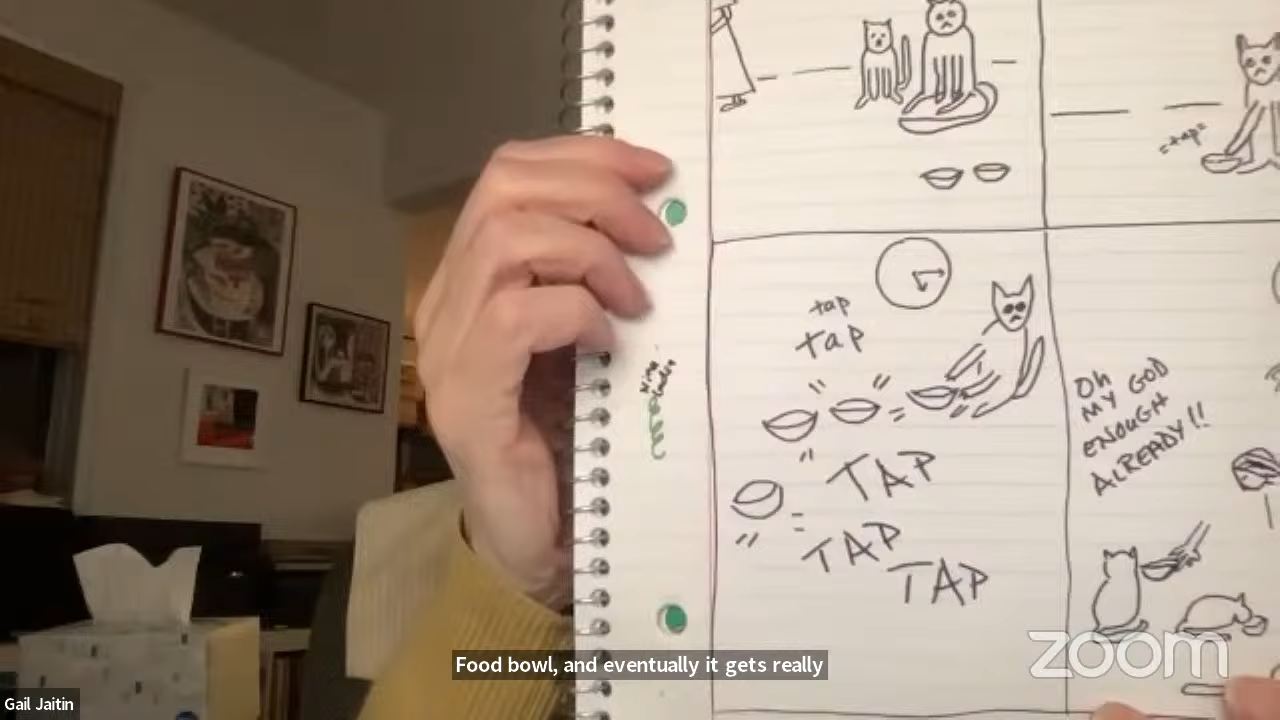 =tap=
tap
tap
TAP
TAP
TAP
Oh
MY GOD
ENOUGH
ALREADY!!
Food bowl, and eventually it gets really
zoom
Gail Jaitin